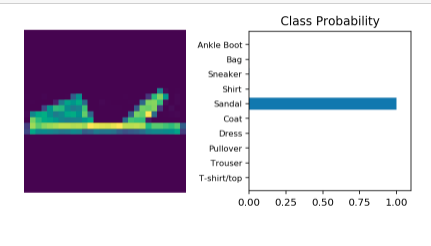 Class Probability
Ankle Boot
Bag
Sneaker
Shirt
Sandal
Coat
Dress
Pullover
Trouser
T-shirt/top
0.00 0.25 0.50 0.75 1.00